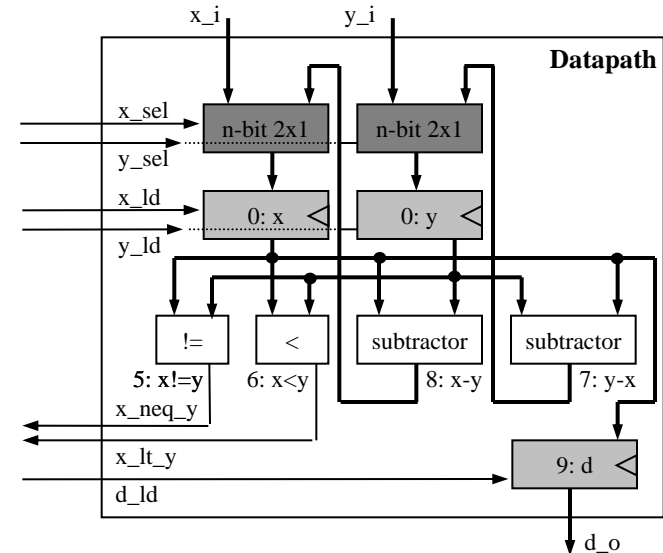 x_i
y_i
Datapath
x_sel
n-bit 2x1
n-bit 2x1
y_sel
x_ld
0: x
0: y
y_ld
!=
<
subtractor
subtractor
5: x!=y
6: x<y
8: x-y
7: y-x
x_neq_y
x_lt_y
9: d
d_ld
d_o